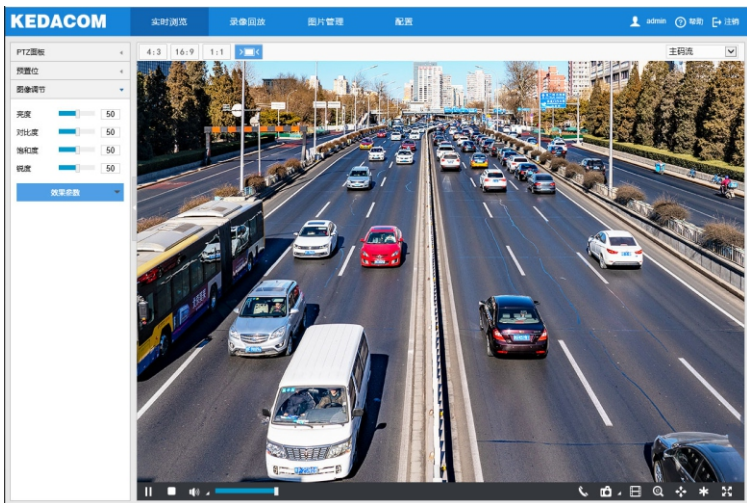 KEDACOM 实时浏览 录像回放 图片管理 配置 admin 帮助 注销
PTZ面板 4:3 16:9 1:1 主码流
预置位
图像调节
亮度 50
对比度 50
饱和度 50
锐度 50
效果参数